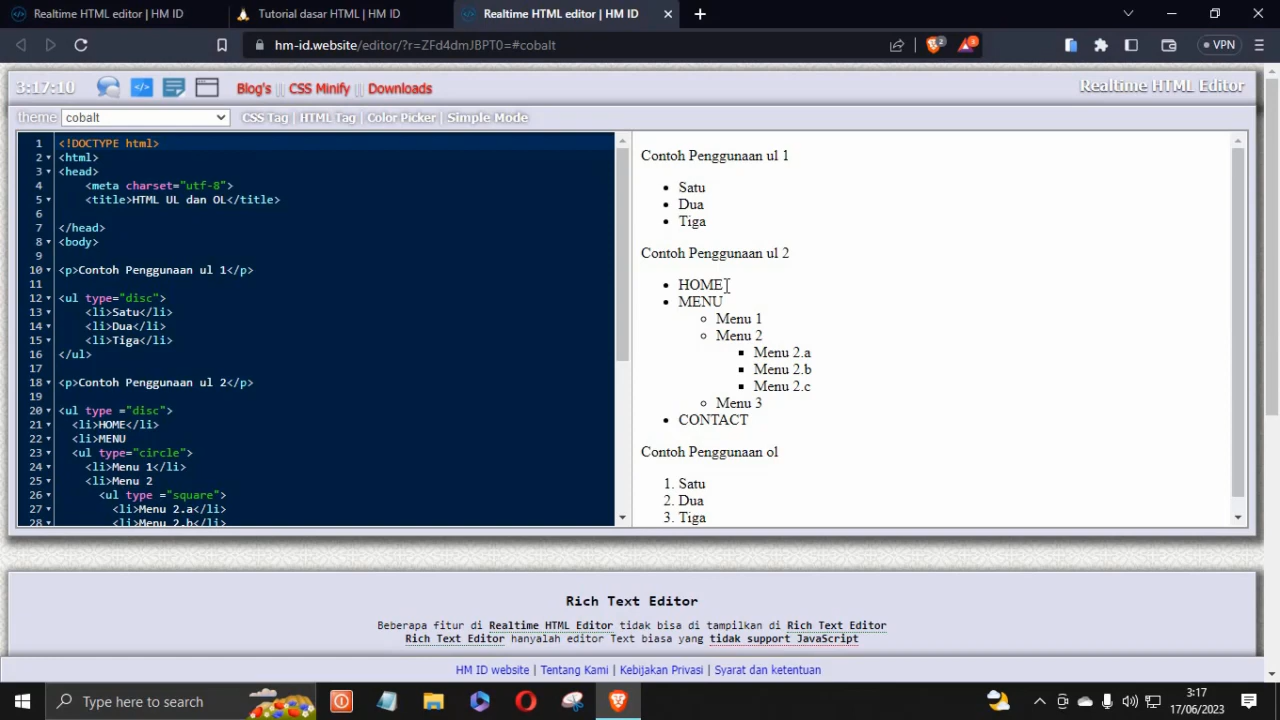 Realtime HTML editor | HM ID
Tutorial dasar HTML | HM ID
Realtime HTML editor | HM ID
hm-id.website/editor/?r=ZFd4dmJBPT0=#cobalt
2
3
VPN
3:17:10
Blog's || CSS Minify || Downloads
Realtime HTML Editor
theme
cobalt
CSS Tag | HTML Tag | Color Picker | Simple Mode
1 <!DOCTYPE html>
2 <html>
3 <head>
4 <meta charset="utf-8">
5 <title>HTML UL dan OL</title>
6
7 </head>
8 <body>
9
10 <p>Contoh Penggunaan ul 1</p>
11
12 <ul type="disc">
13 <li>Satu</li>
14 <li>Dua</li>
15 <li>Tiga</li>
16 </ul>
17
18 <p>Contoh Penggunaan ul 2</p>
19
20 <ul type ="disc">
21 <li>HOME</li>
22 <li>MENU
23 <ul type="circle">
24 <li>Menu 1</li>
25 <li>Menu 2
26 <ul type ="square">
27 <li>Menu 2.a</li>
28 <li>Menu 2.b</li>
Contoh Penggunaan ul 1
• Satu
• Dua
• Tiga
Contoh Penggunaan ul 2
• HOME
• MENU
○ Menu 1
○ Menu 2
▪ Menu 2.a
▪ Menu 2.b
▪ Menu 2.c
○ Menu 3
• CONTACT
Contoh Penggunaan ol
1. Satu
2. Dua
3. Tiga
Rich Text Editor
Beberapa fitur di Realtime HTML Editor tidak bisa di tampilkan di Rich Text Editor
Rich Text Editor hanyalah editor Text biasa yang tidak support JavaScript
HM ID website | Tentang Kami | Kebijakan Privasi | Syarat dan ketentuan
Type here to search
3:17
17/06/2023